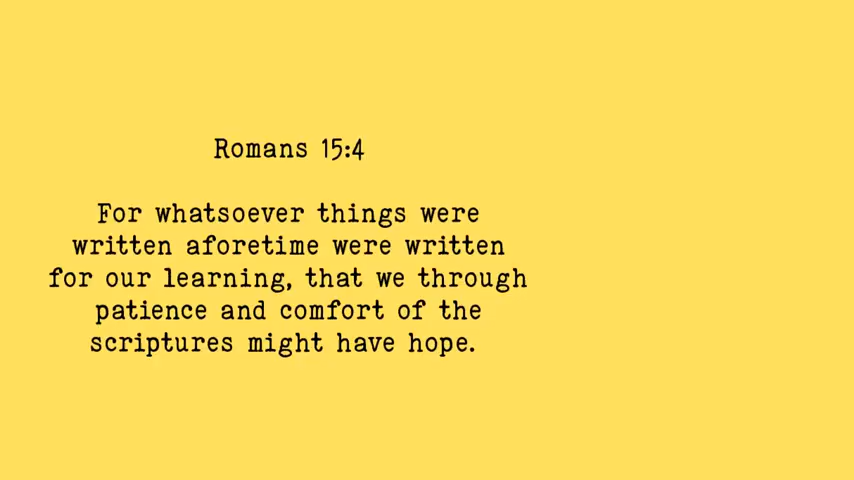 Romans 15:4
For whatsoever things were
written aforetime were written
for our learning, that we through
patience and comfort of the
scriptures might have hope.